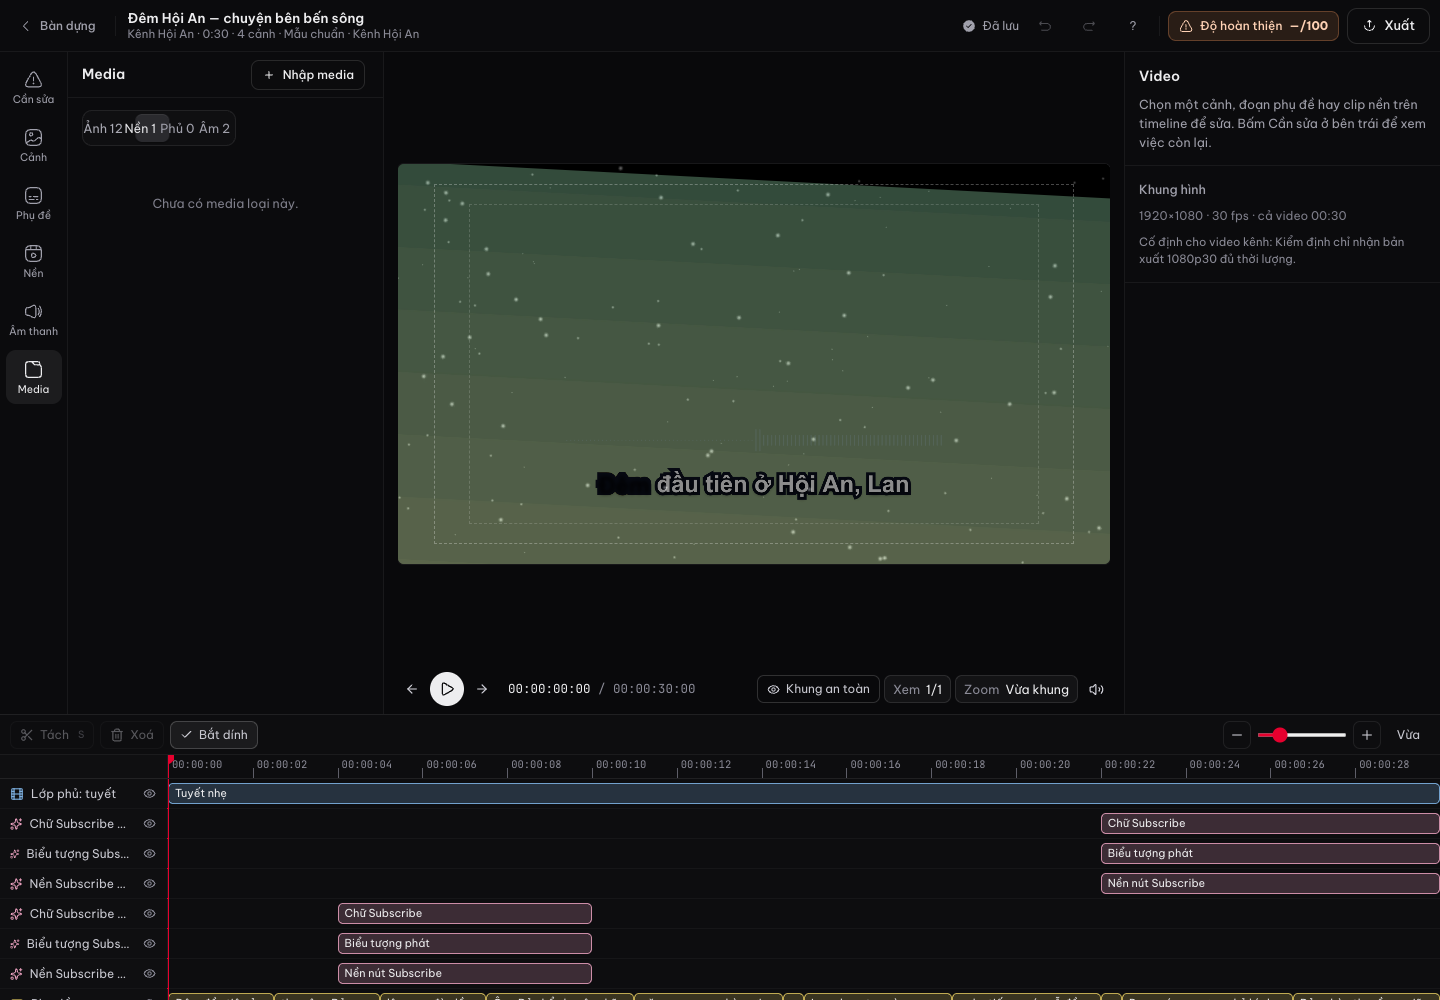 Bàn dựng
Đêm Hội An — chuyện bên bến sông
Kênh Hội An · 0:30 · 4 cảnh · Mẫu chuẩn · Kênh Hội An
Đã lưu
?
Độ hoàn thiện —/100
Xuất
Cần sửa
Cảnh
Phụ đề
Nền
Âm thanh
Media
Media
Nhập media
Ảnh 12 Nền 1 Phủ 0 Âm 2
Chưa có media loại này.
Đêm đầu tiên ở Hội An, Lan
Video
Chọn một cảnh, đoạn phụ đề hay clip nền trên
timeline để sửa. Bấm Cần sửa ở bên trái để xem
việc còn lại.
Khung hình
1920×1080 · 30 fps · cả video 00:30
Cố định cho video kênh: Kiểm định chỉ nhận bản
xuất 1080p30 đủ thời lượng.
00:00:00:00 / 00:00:30:00
Khung an toàn
Xem 1/1
Zoom Vừa khung
Tách S
Xoá
Bắt dính
Vừa
00:00:00 00:00:02 00:00:04 00:00:06 00:00:08 00:00:10 00:00:12 00:00:14 00:00:16 00:00:18 00:00:20 00:00:22 00:00:24 00:00:26 00:00:28
Lớp phủ: tuyết
Tuyết nhẹ
Chữ Subscribe ...
Chữ Subscribe
Biểu tượng Subs...
Biểu tượng phát
Nền Subscribe ...
Nền nút Subscribe
Chữ Subscribe ...
Chữ Subscribe
Biểu tượng Subs...
Biểu tượng phát
Nền Subscribe ...
Nền nút Subscribe